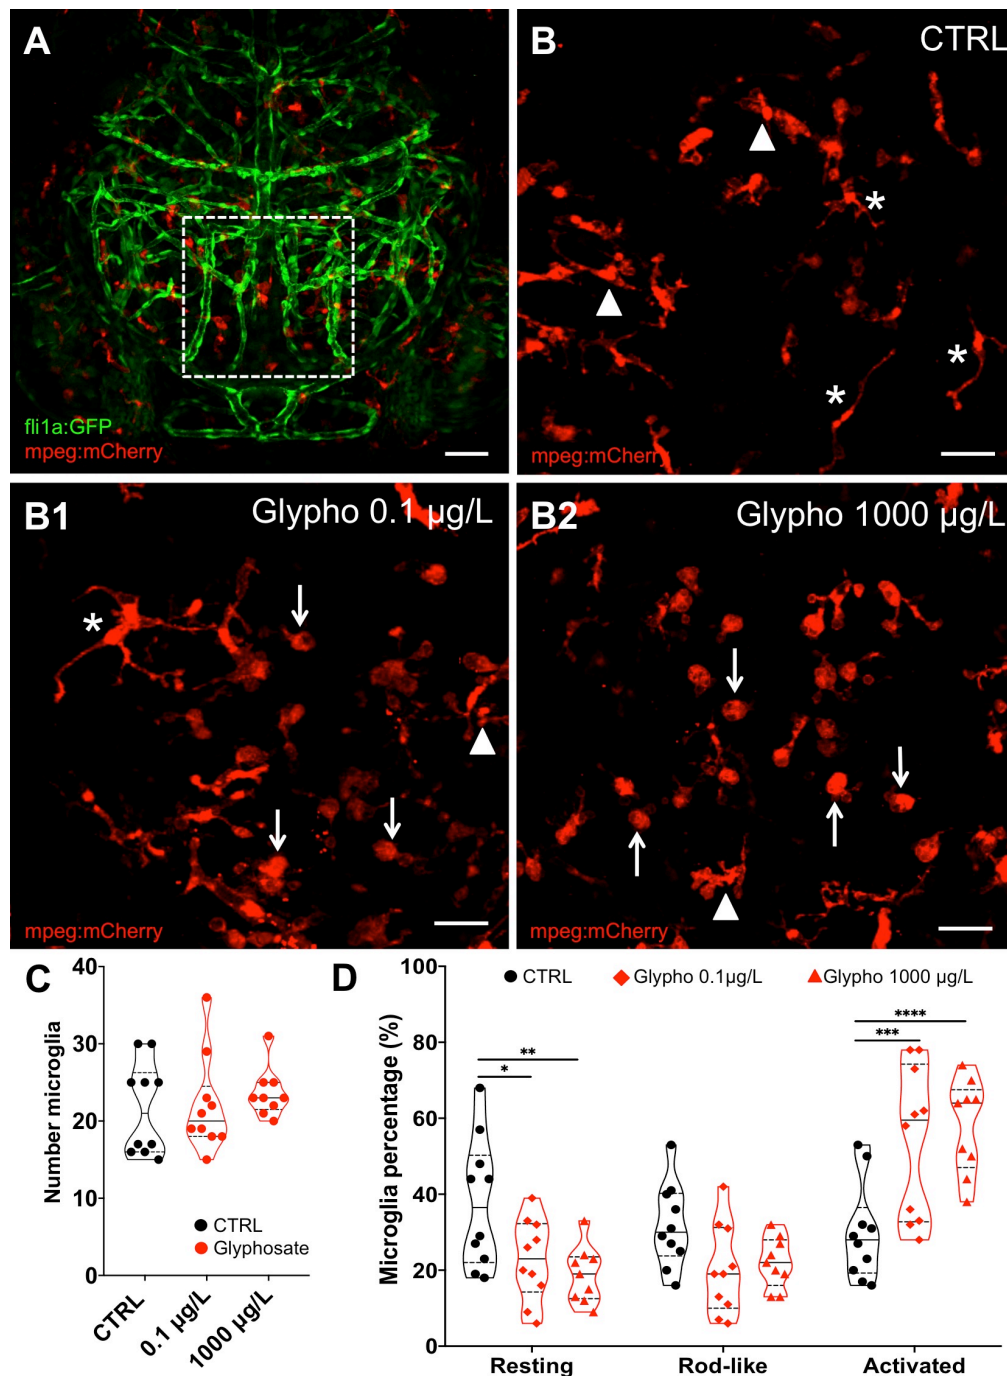 A
fli1a:GFP
mpeg:mCherry
B
CTRL
mpeg:mCherr
B1
Glypho 0.1 µg/L
mpeg:mCherry
B2
Glypho 1000 µg/L
mpeg:mCherry
C
Number microglia
40
30
20
10
0
CTRL
Glyphosate
CTRL
0.1 µg/L
1000 µg/L
D
Microglia percentage (%)
100
80
60
40
20
0
CTRL
Glypho 0.1µg/L
Glypho 1000 µg/L
**
*
****
***
Resting
Rod-like
Activated